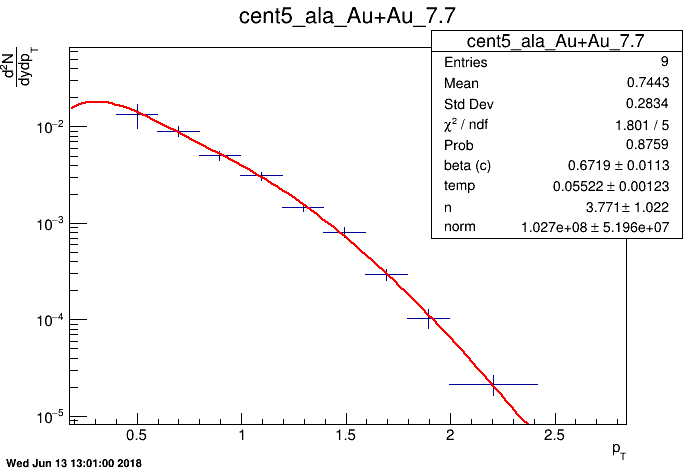 cent5_ala_Au+Au_7.7
d²N
dydp_T
cent5_ala_Au+Au_7.7
Entries 9
Mean 0.7443
Std Dev 0.2834
χ² / ndf 1.801 / 5
Prob 0.8759
beta (c) 0.6719 ± 0.0113
temp 0.05522 ± 0.00123
n 3.771 ± 1.022
norm 1.027e+08 ± 5.196e+07
10⁻²
10⁻³
10⁻⁴
10⁻⁵
0.5 1 1.5 2 2.5
p_T
Wed Jun 13 13:01:00 2018